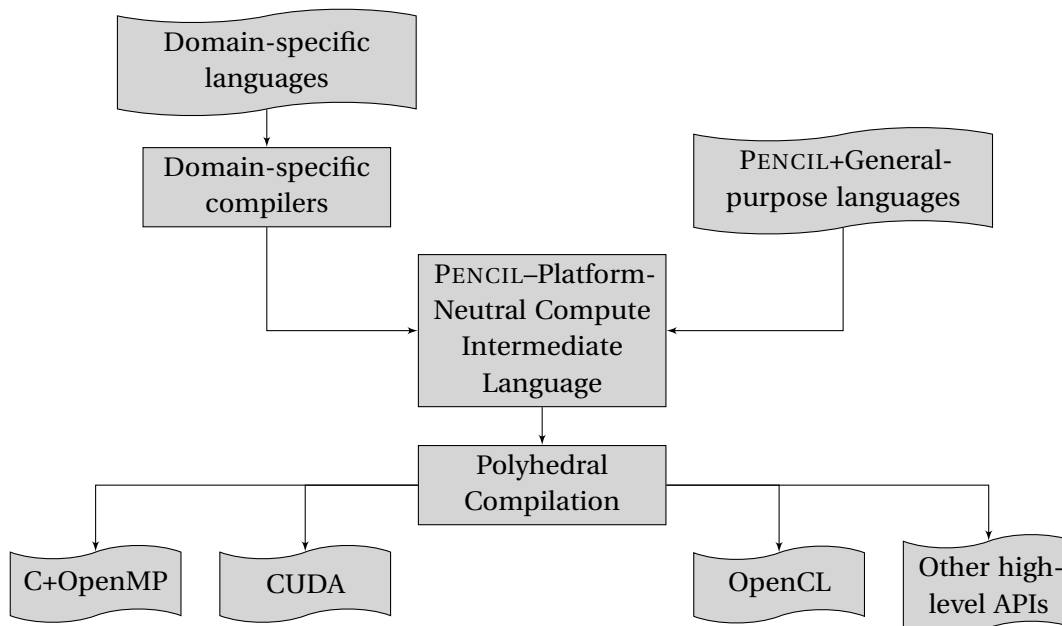 Domain-specific
languages
Domain-specific
compilers
PENCIL+General-
purpose languages
PENCIL–Platform-
Neutral Compute
Intermediate
Language
Polyhedral
Compilation
C+OpenMP
CUDA
OpenCL
Other high-
level APIs